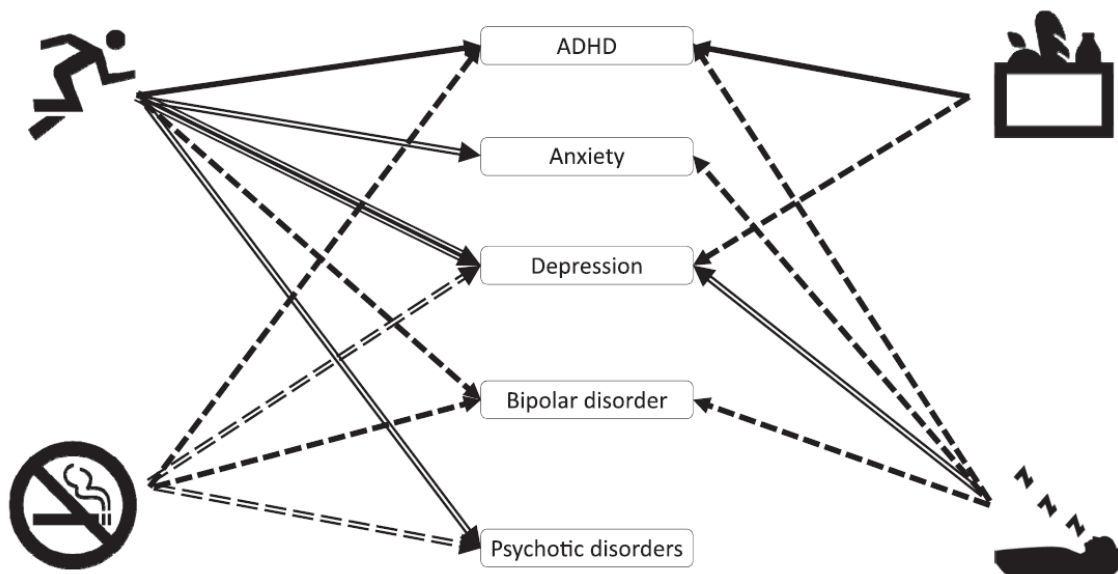 ADHD
Anxiety
Depression
Bipolar disorder
Psychotic disorders
z
z
z